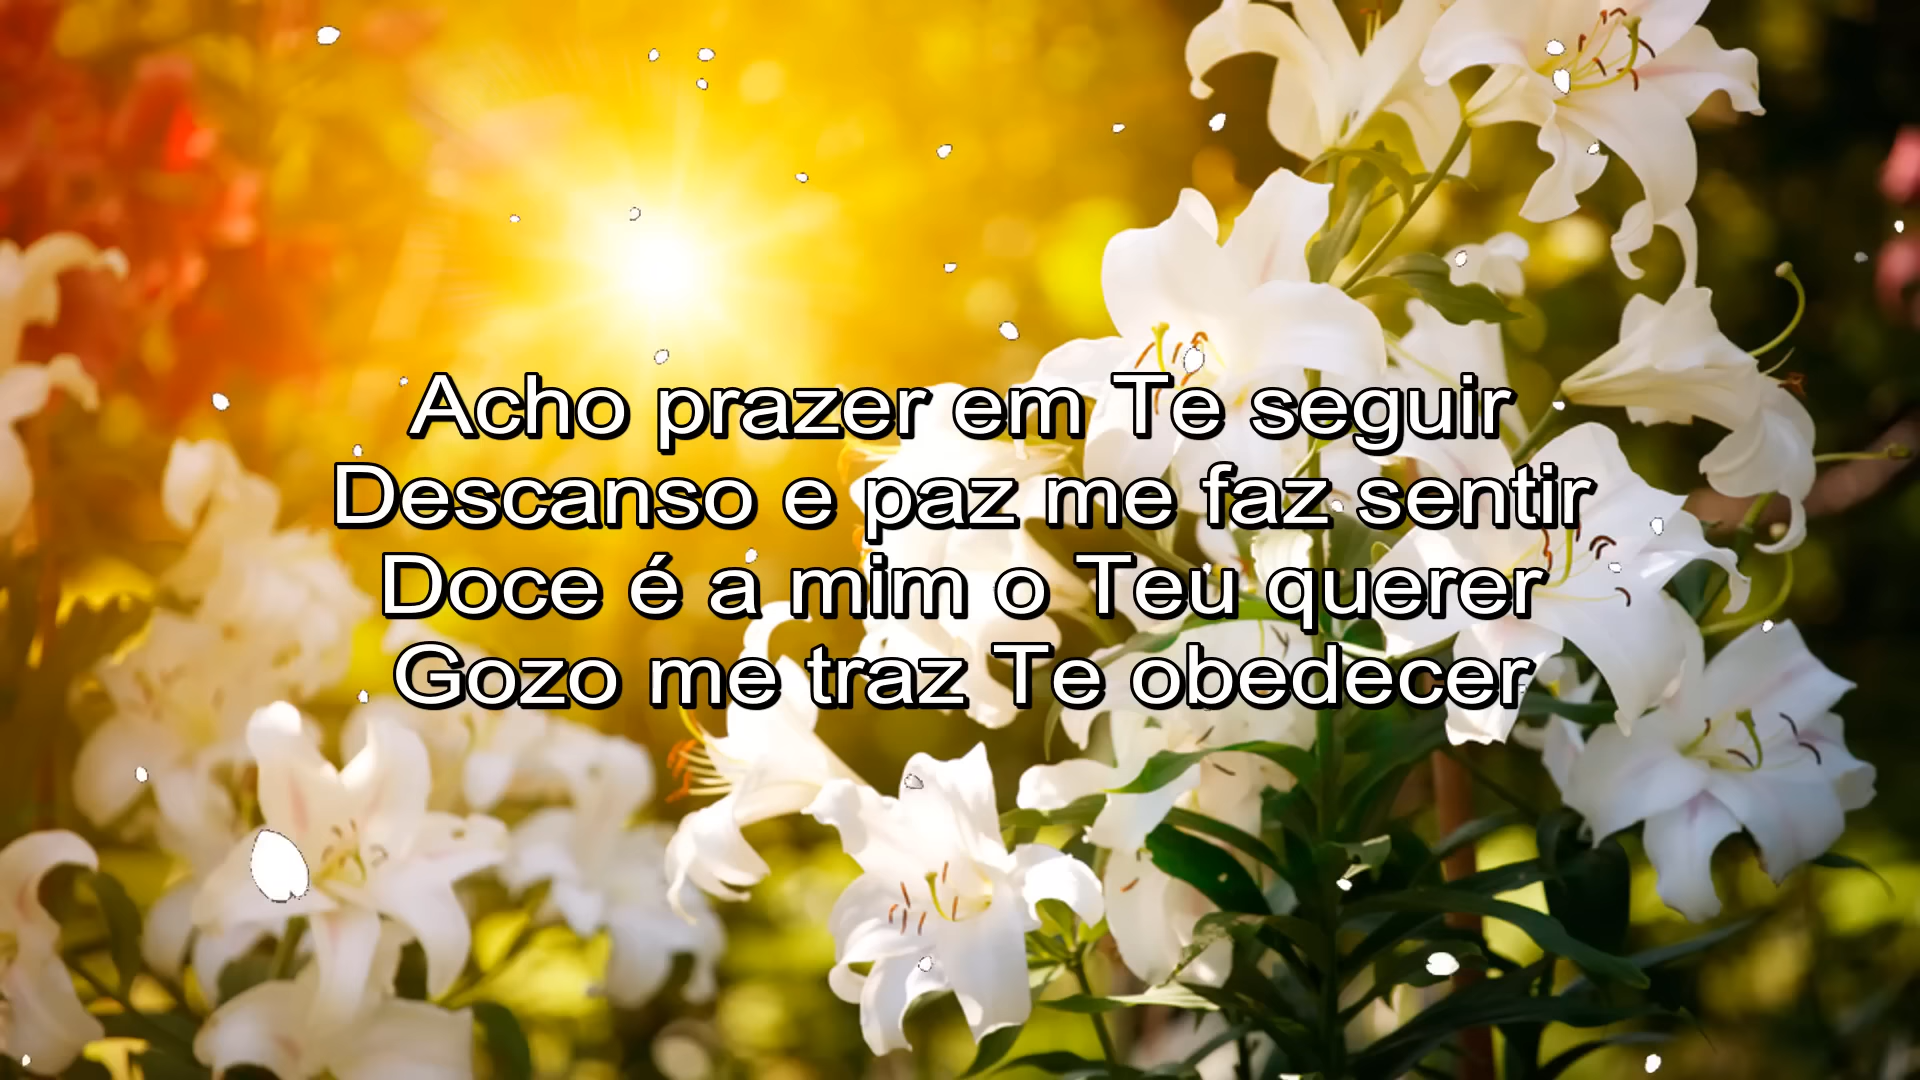 Acho prazer em Te seguir
Descanso e paz me faz sentir
Doce é a mim o Teu querer
Gozo me traz Te obedecer